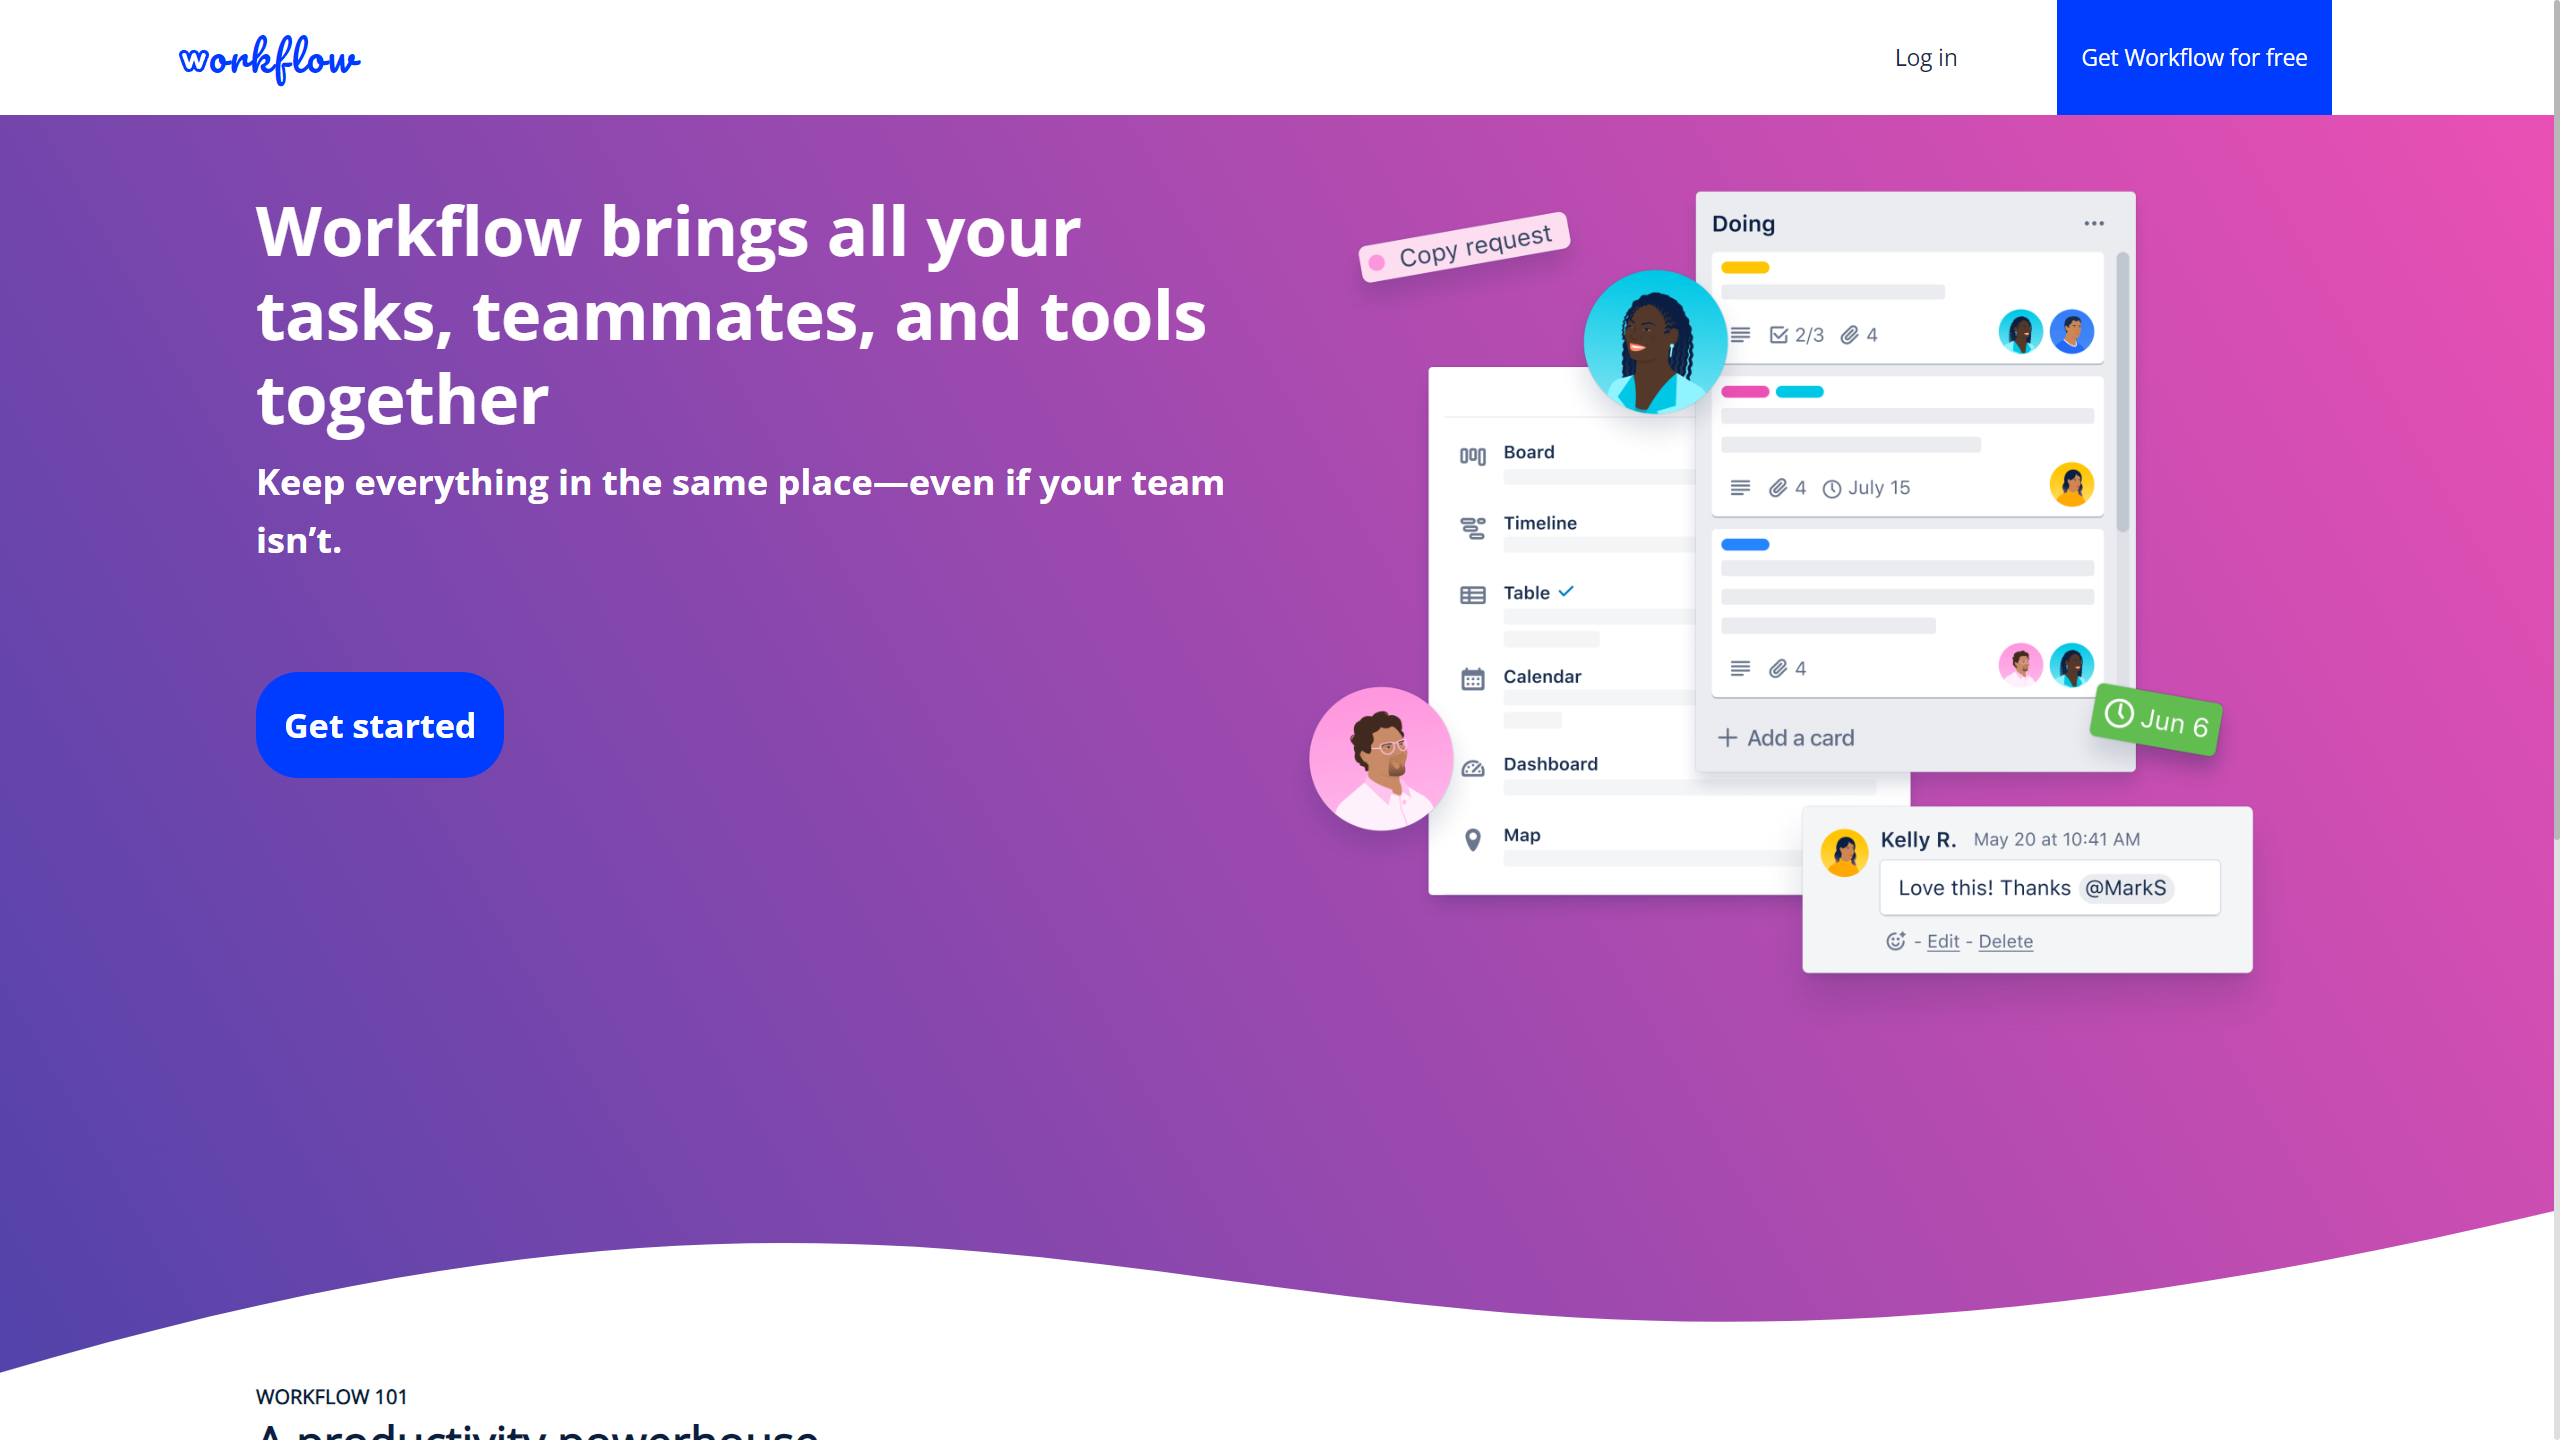 workflow
Log in
Get Workflow for free
Workflow brings all your
tasks, teammates, and tools
together
Keep everything in the same place—even if your team
isn’t.
Get started
Copy request
Doing
2/3 4
4 July 15
4
Add a card
Board
Timeline
Table
Calendar
Dashboard
Map
Jun 6
Kelly R. May 20 at 10:41 AM
Love this! Thanks @MarkS
- Edit - Delete
WORKFLOW 101
A productivity powerhouse